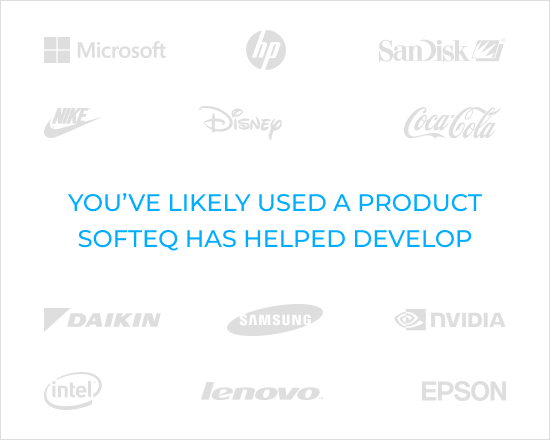 Microsoft hp SanDisk
NIKE Disney Coca-Cola
YOU'VE LIKELY USED A PRODUCT
SOFTEQ HAS HELPED DEVELOP
DAIKIN SAMSUNG NVIDIA
intel lenovo EPSON